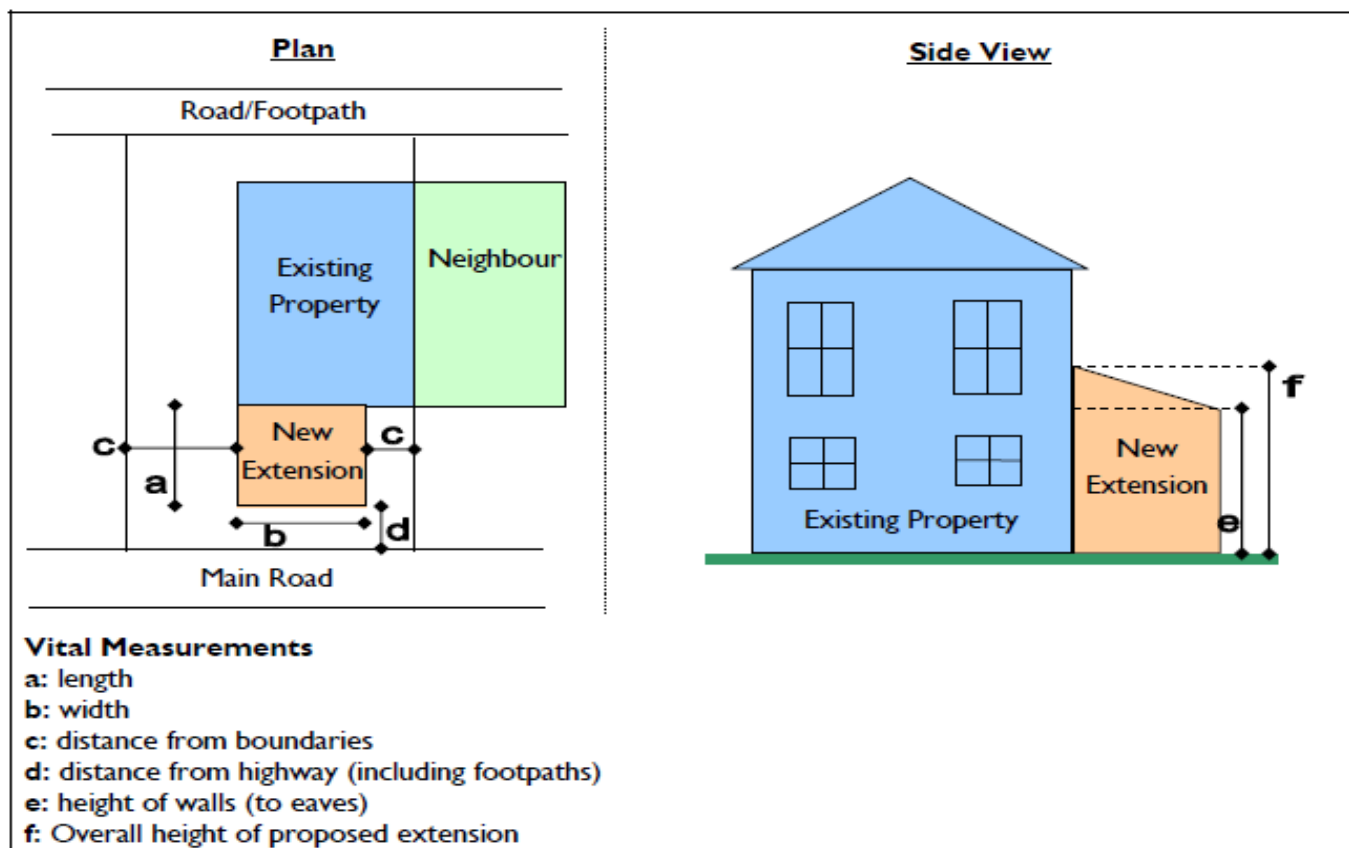 Plan
Road/Footpath
Existing
Property
Neighbour
New
Extension
c
c
a
b
d
Main Road
Side View
f
New
Extension
e
Existing Property
Vital Measurements
a: length
b: width
c: distance from boundaries
d: distance from highway (including footpaths)
e: height of walls (to eaves)
f: Overall height of proposed extension